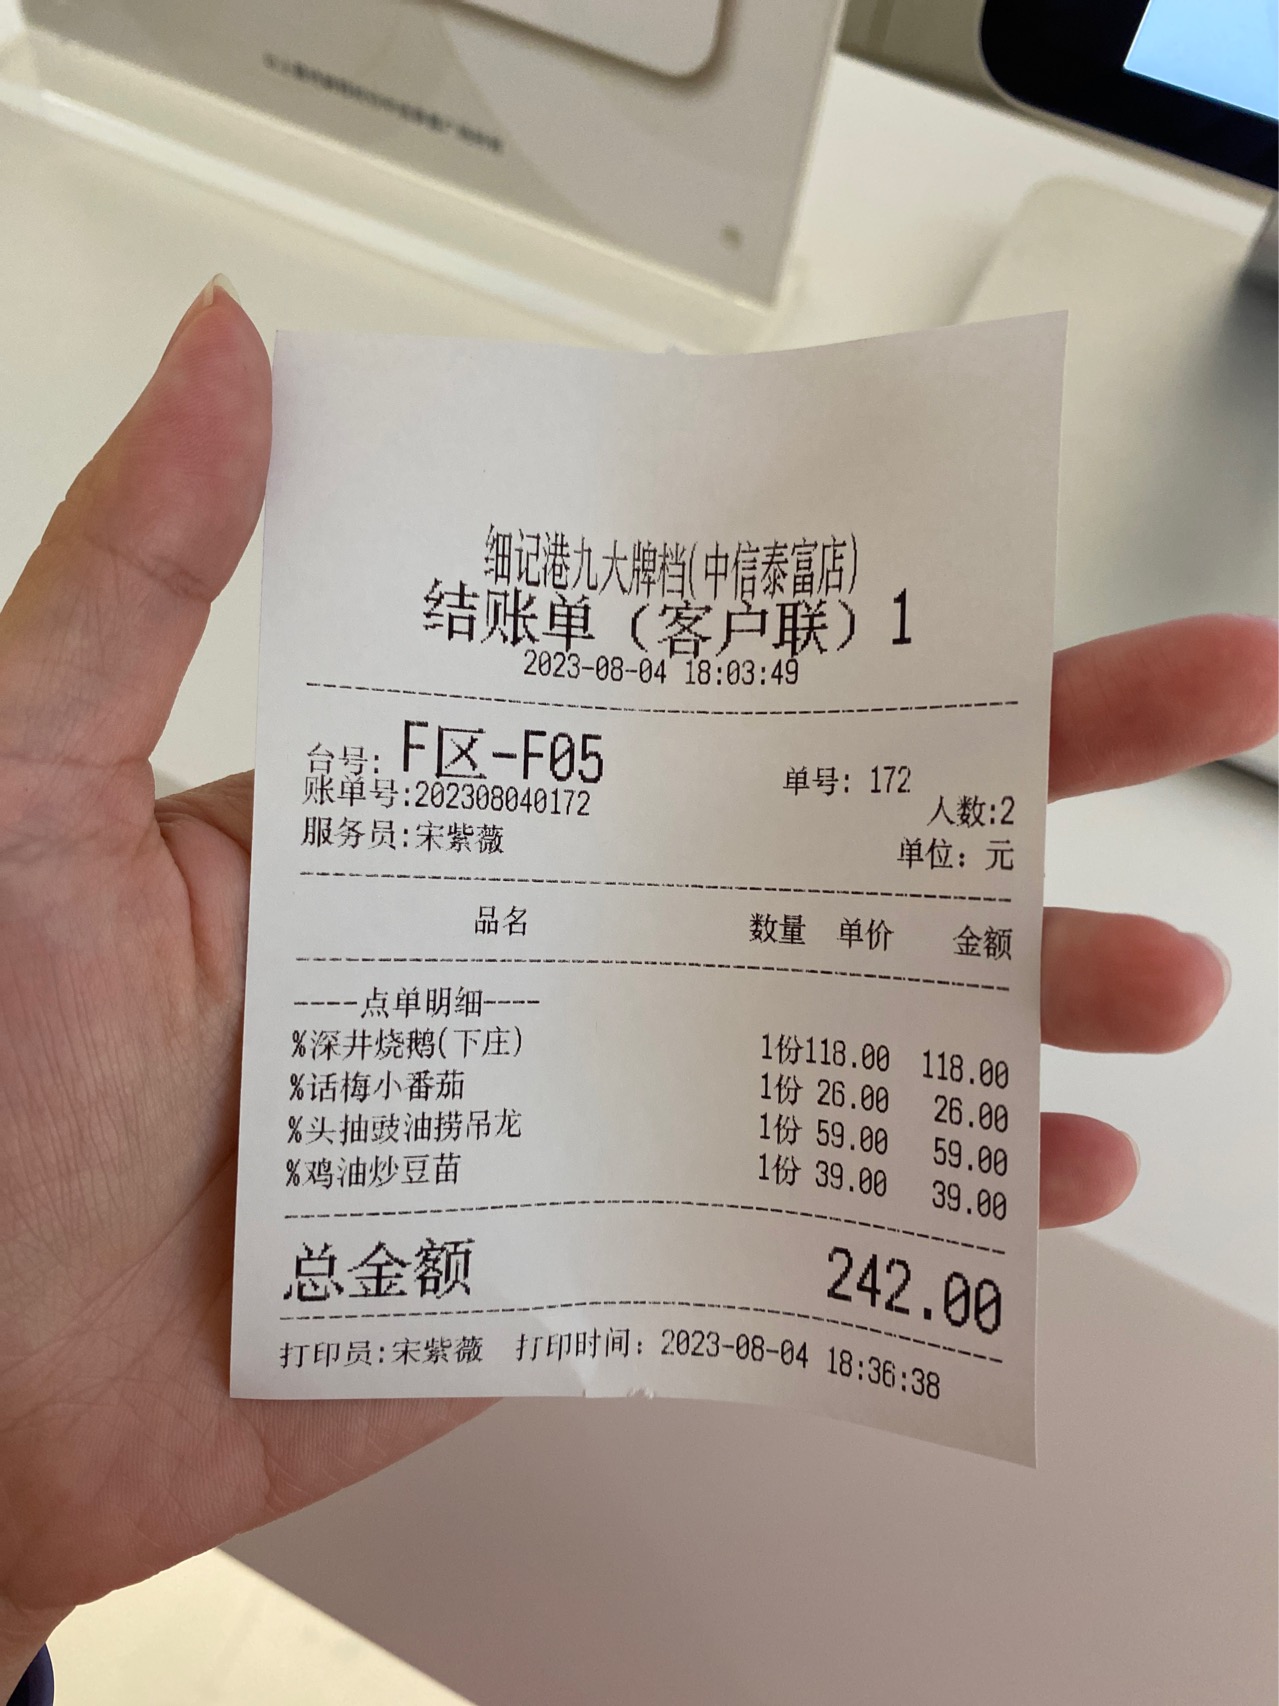 细记港九大牌档(中信泰富店)
结账单（客户联）1
2023-08-04 18:03:49
台号: F区-F05 单号: 172
账单号:202308040172 人数:2
服务员:宋紫薇 单位: 元
品名 数量 单价 金额
----点单明细----
%深井烧鹅(下庄) 1份118.00 118.00
%话梅小番茄 1份 26.00 26.00
%头抽豉油捞吊龙 1份 59.00 59.00
%鸡油炒豆苗 1份 39.00 39.00
总金额 242.00
打印员:宋紫薇 打印时间: 2023-08-04 18:36:38